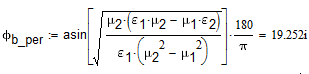 ϕb_per := asin[√(μ2·(ε1·μ2 − μ1·ε2) / ε1·(μ2² − μ1²))]·180/π = 19.252i